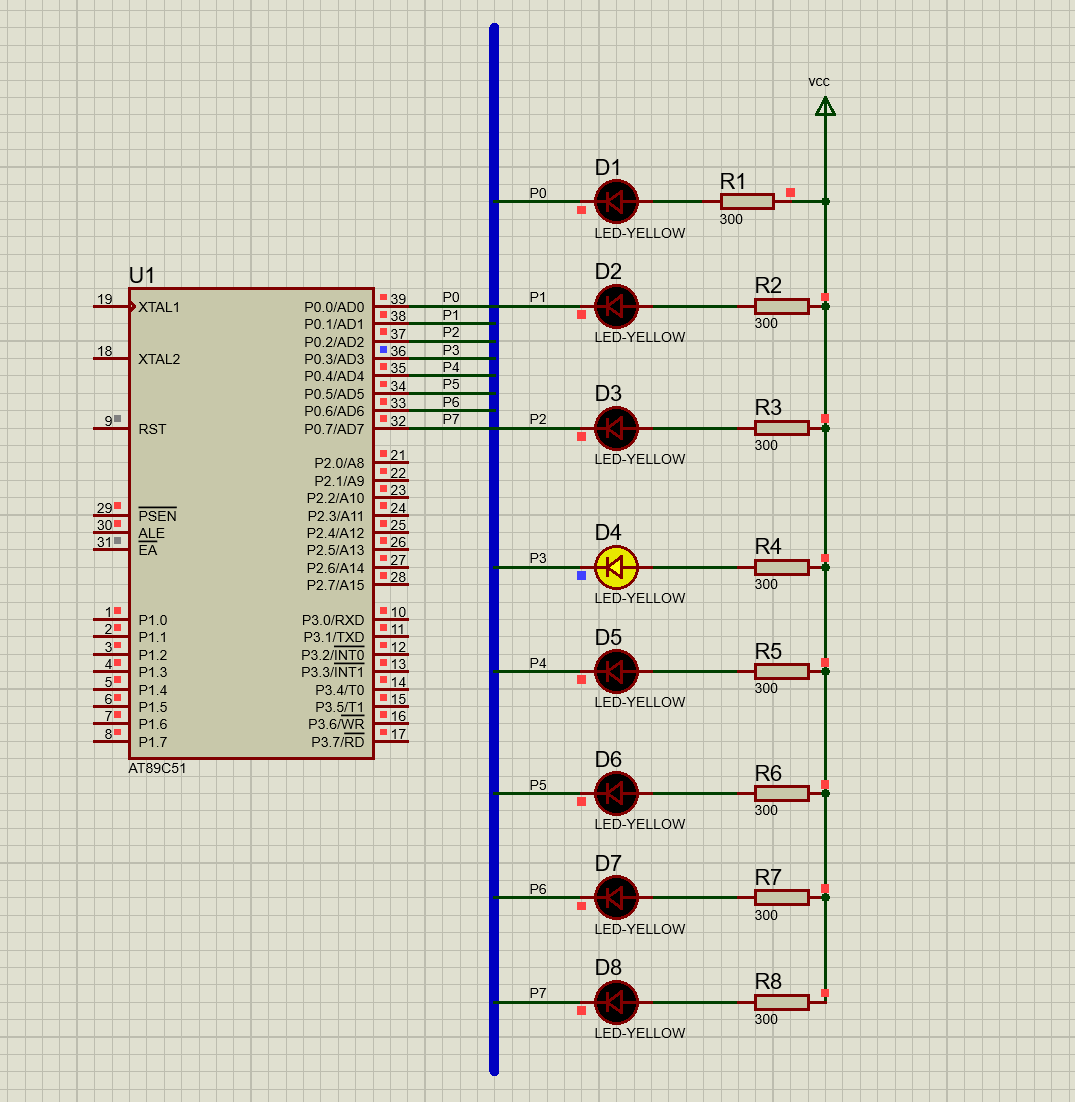 vcc
D1
P0
LED-YELLOW
R1
300
D2
P1
LED-YELLOW
R2
300
D3
P2
LED-YELLOW
R3
300
D4
P3
LED-YELLOW
R4
300
D5
P4
LED-YELLOW
R5
300
D6
P5
LED-YELLOW
R6
300
D7
P6
LED-YELLOW
R7
300
D8
P7
LED-YELLOW
R8
300
U1
19 XTAL1
18 XTAL2
9 RST
29 PSEN
30 ALE
31 EA
1 P1.0
2 P1.1
3 P1.2
4 P1.3
5 P1.4
6 P1.5
7 P1.6
8 P1.7
P0.0/AD0 39 P0
P0.1/AD1 38 P1
P0.2/AD2 37 P2
P0.3/AD3 36 P3
P0.4/AD4 35 P4
P0.5/AD5 34 P5
P0.6/AD6 33 P6
P0.7/AD7 32 P7
P2.0/A8 21
P2.1/A9 22
P2.2/A10 23
P2.3/A11 24
P2.4/A12 25
P2.5/A13 26
P2.6/A14 27
P2.7/A15 28
P3.0/RXD 10
P3.1/TXD 11
P3.2/INT0 12
P3.3/INT1 13
P3.4/T0 14
P3.5/T1 15
P3.6/WR 16
P3.7/RD 17
AT89C51